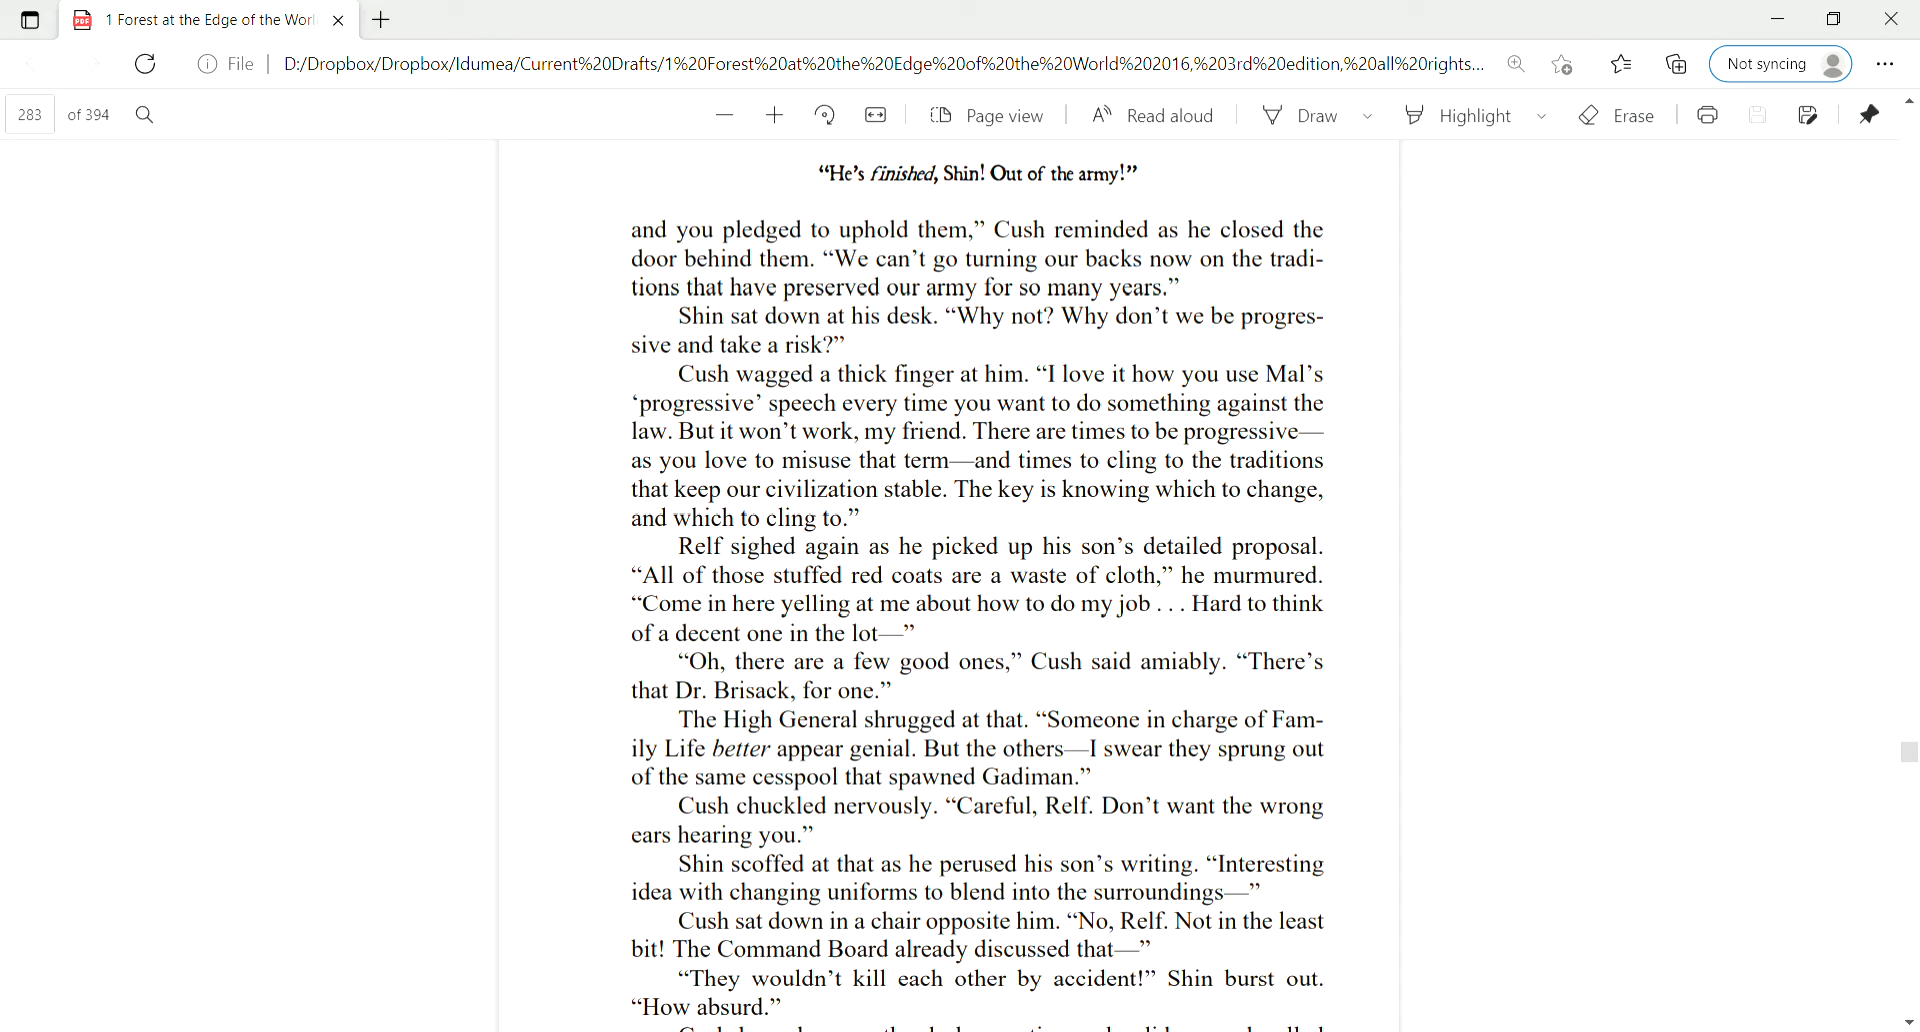 1 Forest at the Edge of the Worl
File
D:/Dropbox/Dropbox/Idumea/Current%20Drafts/1%20Forest%20at%20the%20Edge%20of%20the%20World%202016,%203rd%20edition,%20all%20rights...
Not syncing
283 of 394
Page view
Read aloud
Draw
Highlight
Erase
“He’s finished, Shin! Out of the army!”
and you pledged to uphold them,” Cush reminded as he closed the
door behind them. “We can’t go turning our backs now on the tradi-
tions that have preserved our army for so many years.”
Shin sat down at his desk. “Why not? Why don’t we be progres-
sive and take a risk?”
Cush wagged a thick finger at him. “I love it how you use Mal’s
‘progressive’ speech every time you want to do something against the
law. But it won’t work, my friend. There are times to be progressive—
as you love to misuse that term—and times to cling to the traditions
that keep our civilization stable. The key is knowing which to change,
and which to cling to.”
Relf sighed again as he picked up his son’s detailed proposal.
“All of those stuffed red coats are a waste of cloth,” he murmured.
“Come in here yelling at me about how to do my job . . . Hard to think
of a decent one in the lot—”
“Oh, there are a few good ones,” Cush said amiably. “There’s
that Dr. Brisack, for one.”
The High General shrugged at that. “Someone in charge of Fam-
ily Life better appear genial. But the others—I swear they sprung out
of the same cesspool that spawned Gadiman.”
Cush chuckled nervously. “Careful, Relf. Don’t want the wrong
ears hearing you.”
Shin scoffed at that as he perused his son’s writing. “Interesting
idea with changing uniforms to blend into the surroundings—”
Cush sat down in a chair opposite him. “No, Relf. Not in the least
bit! The Command Board already discussed that—”
“They wouldn’t kill each other by accident!” Shin burst out.
“How absurd.”